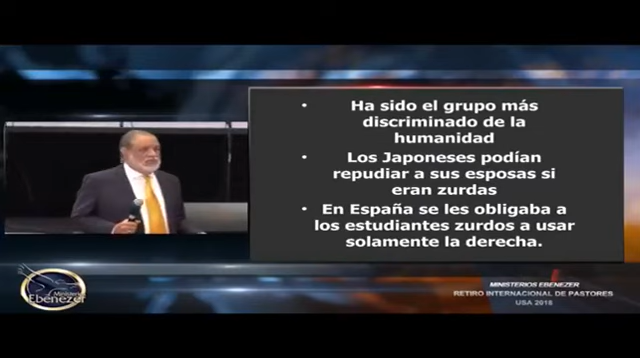 • Ha sido el grupo más
discriminado de la
humanidad
• Los Japoneses podían
repudiar a sus esposas si
eran zurdas
• En España se les obligaba a
los estudiantes zurdos a usar
solamente la derecha.
Ministerios
Ebenezer
MINISTERIOS EBENEZER
RETIRO INTERNACIONAL DE PASTORES
USA 2018